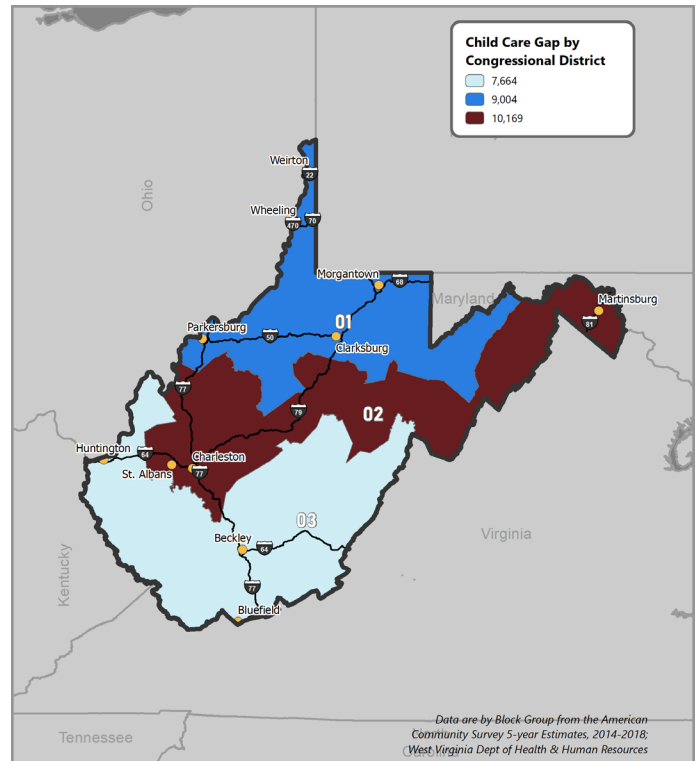 Child Care Gap by
Congressional District
7,664
9,004
10,169
Weirton
22
Ohio
Wheeling
470
70
Morgantown
68
Maryland
Martinsburg
81
Parkersburg
50
01
Clarksburg
77
79
02
Huntington
64
Charleston
St. Albans
77
03
Beckley
64
Virginia
Kentucky
77
Bluefield
Data are by Block Group from the American
Community Survey 5-year Estimates, 2014-2018;
West Virginia Dept of Health & Human Resources
Tennessee
Carolina